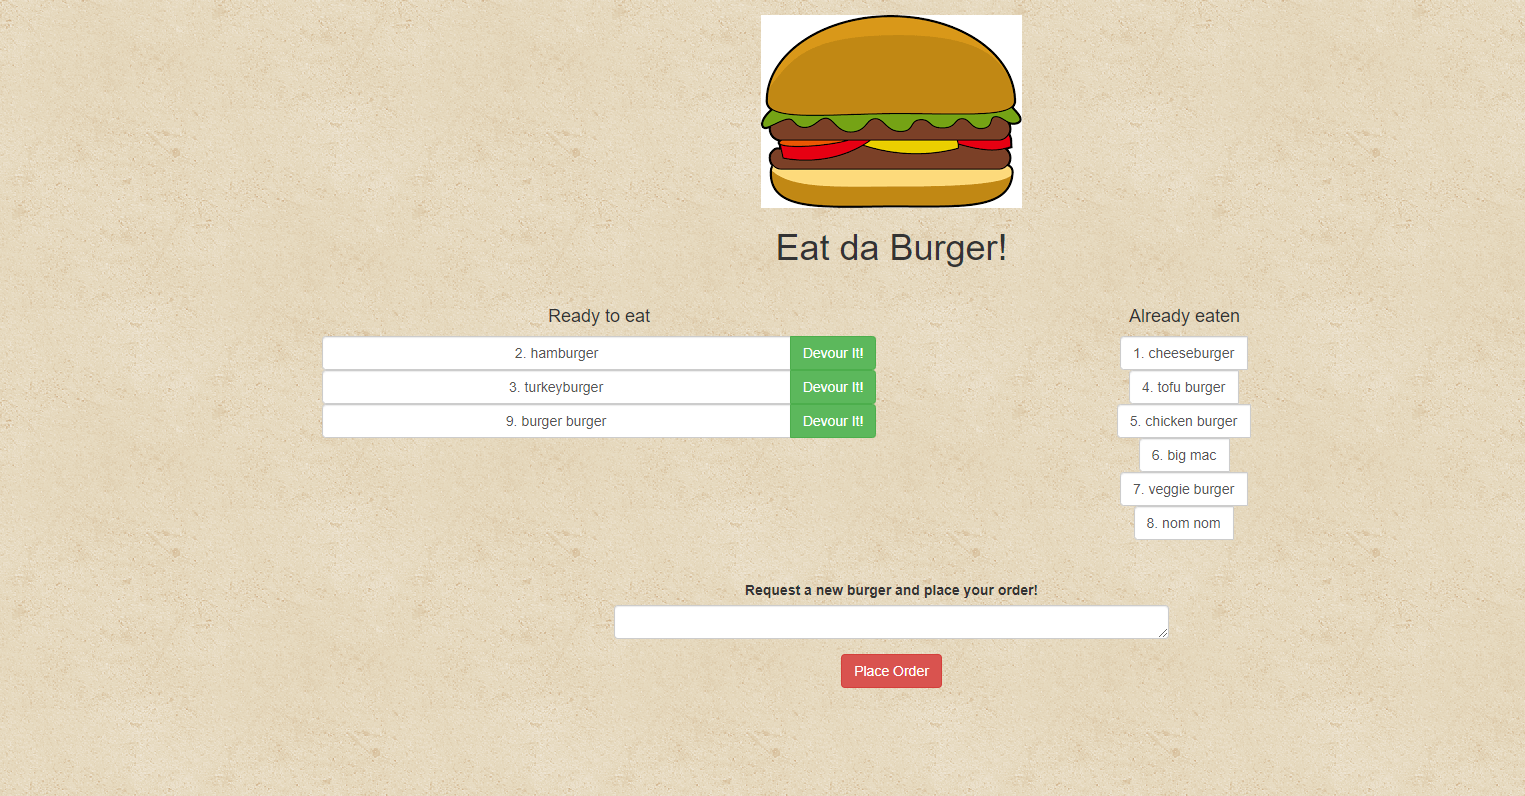 Eat da Burger!
Ready to eat
2. hamburger Devour It!
3. turkeyburger Devour It!
9. burger burger Devour It!
Already eaten
1. cheeseburger
4. tofu burger
5. chicken burger
6. big mac
7. veggie burger
8. nom nom
Request a new burger and place your order!
Place Order